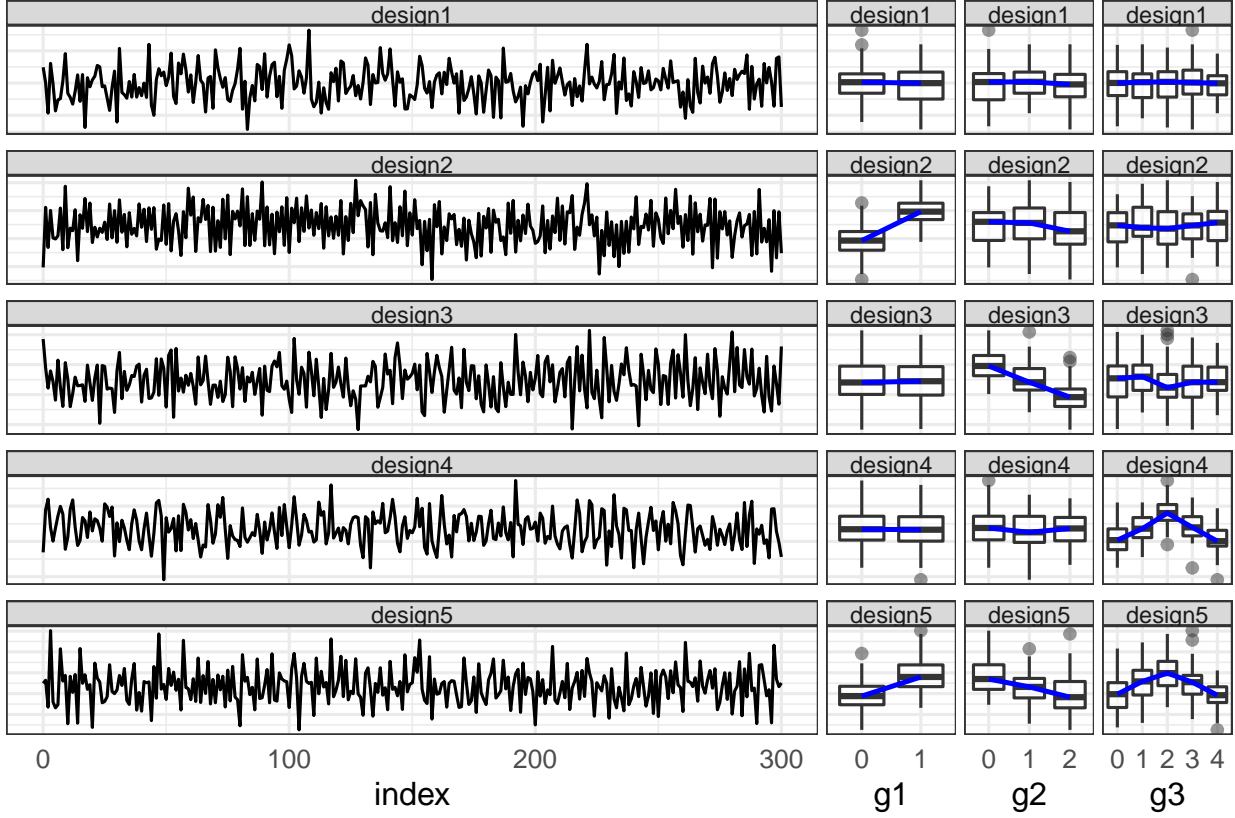 design1 design1 design1 design1
design2 design2 design2 design2
design3 design3 design3 design3
design4 design4 design4 design4
design5 design5 design5 design5
0 100 200 300 0 1 0 1 2 0 1 2 3 4
index g1 g2 g3